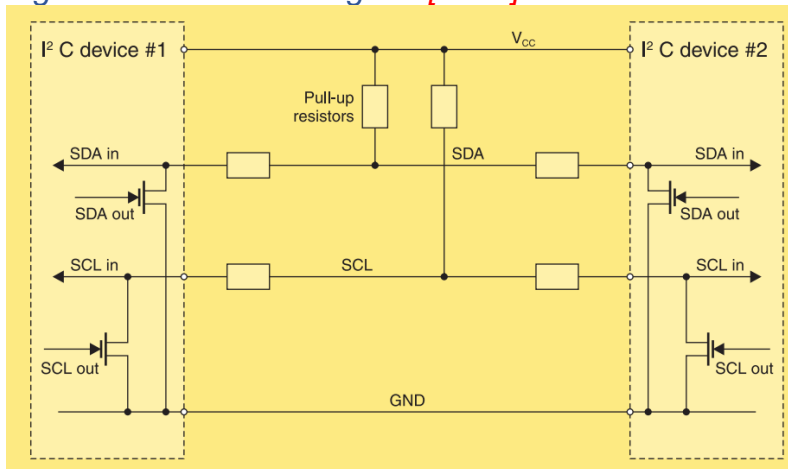 I² C device #1
V_CC
I² C device #2
Pull-up
resistors
SDA in
SDA
SDA in
SDA out
SDA out
SCL in
SCL
SCL in
SCL out
SCL out
GND